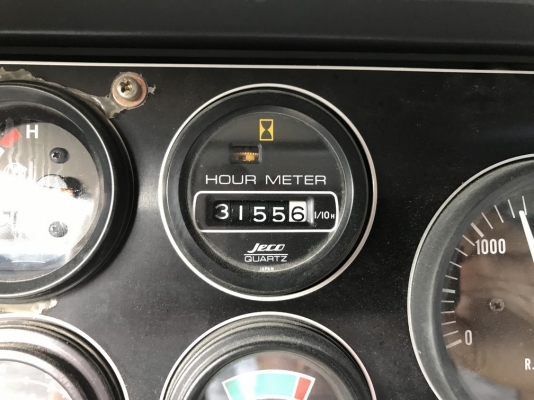 H
HOUR METER
31556 1/10H
Jeco
QUARTZ
JAPAN
1000
0
R.